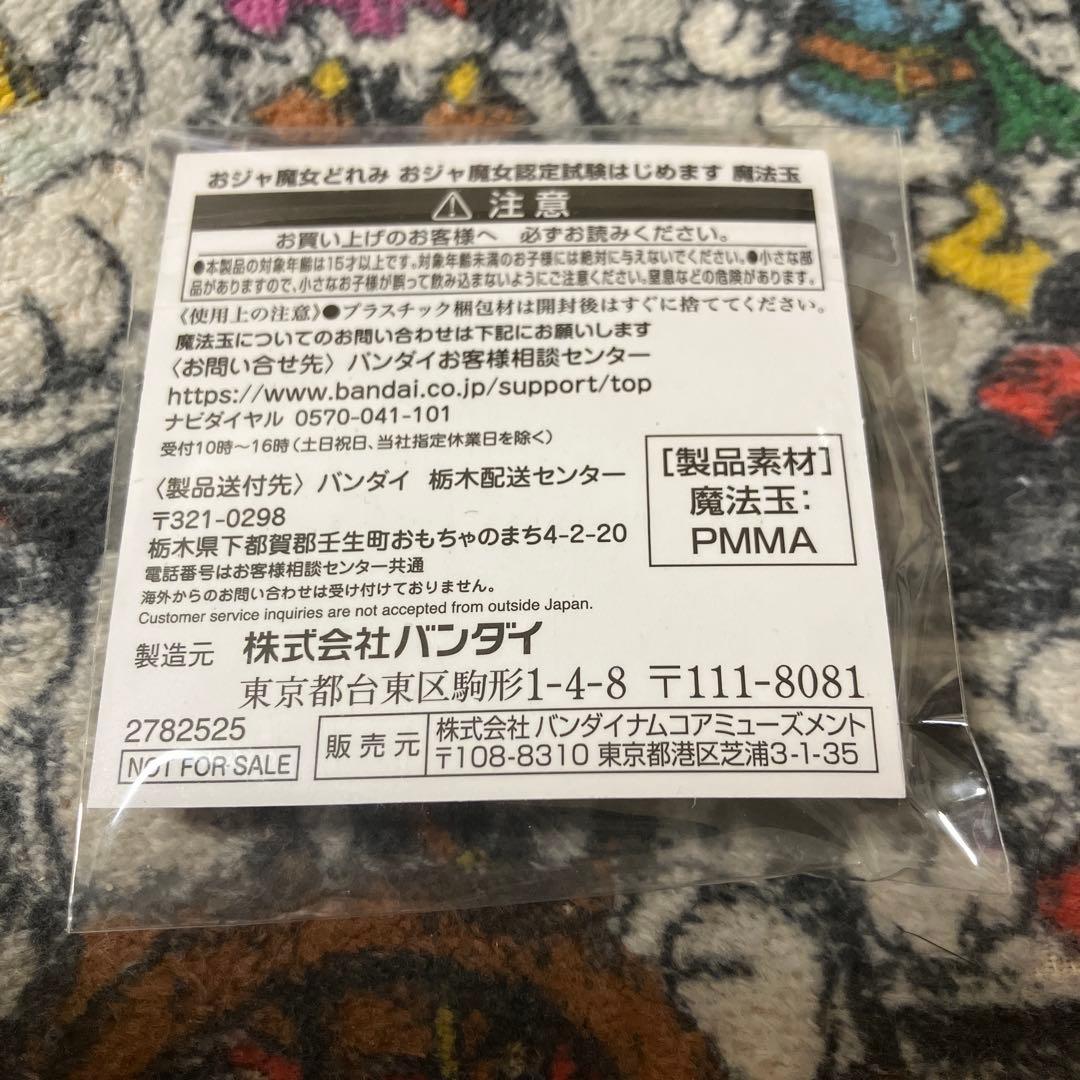 おジャ魔女どれみ おジャ魔女認定試験はじめます 魔法玉
注意
お買い上げのお客様へ 必ずお読みください。
●本製品の対象年齢は15才以上です。対象年齢未満のお子様には絶対に与えないでください。●小さな部
品がありますので、小さなお子様が誤って飲み込まないようにご注意ください。窒息などの危険があります。
《使用上の注意》●プラスチック梱包材は開封後はすぐに捨ててください。
魔法玉についてのお問い合わせは下記にお願いします
〈お問い合せ先〉バンダイお客様相談センター
https://www.bandai.co.jp/support/top
ナビダイヤル 0570-041-101
受付10時〜16時(土日祝日、当社指定休業日を除く)
〈製品送付先〉バンダイ 栃木配送センター
〒321-0298
栃木県下都賀郡壬生町おもちゃのまち4-2-20
電話番号はお客様相談センター共通
海外からのお問い合わせは受け付けておりません。
Customer service inquiries are not accepted from outside Japan.
[製品素材]
魔法玉:
PMMA
製造元 株式会社バンダイ
東京都台東区駒形1-4-8 〒111-8081
2782525
NOT FOR SALE
販売元
株式会社 バンダイナムコアミューズメント
〒108-8310 東京都港区芝浦3-1-35